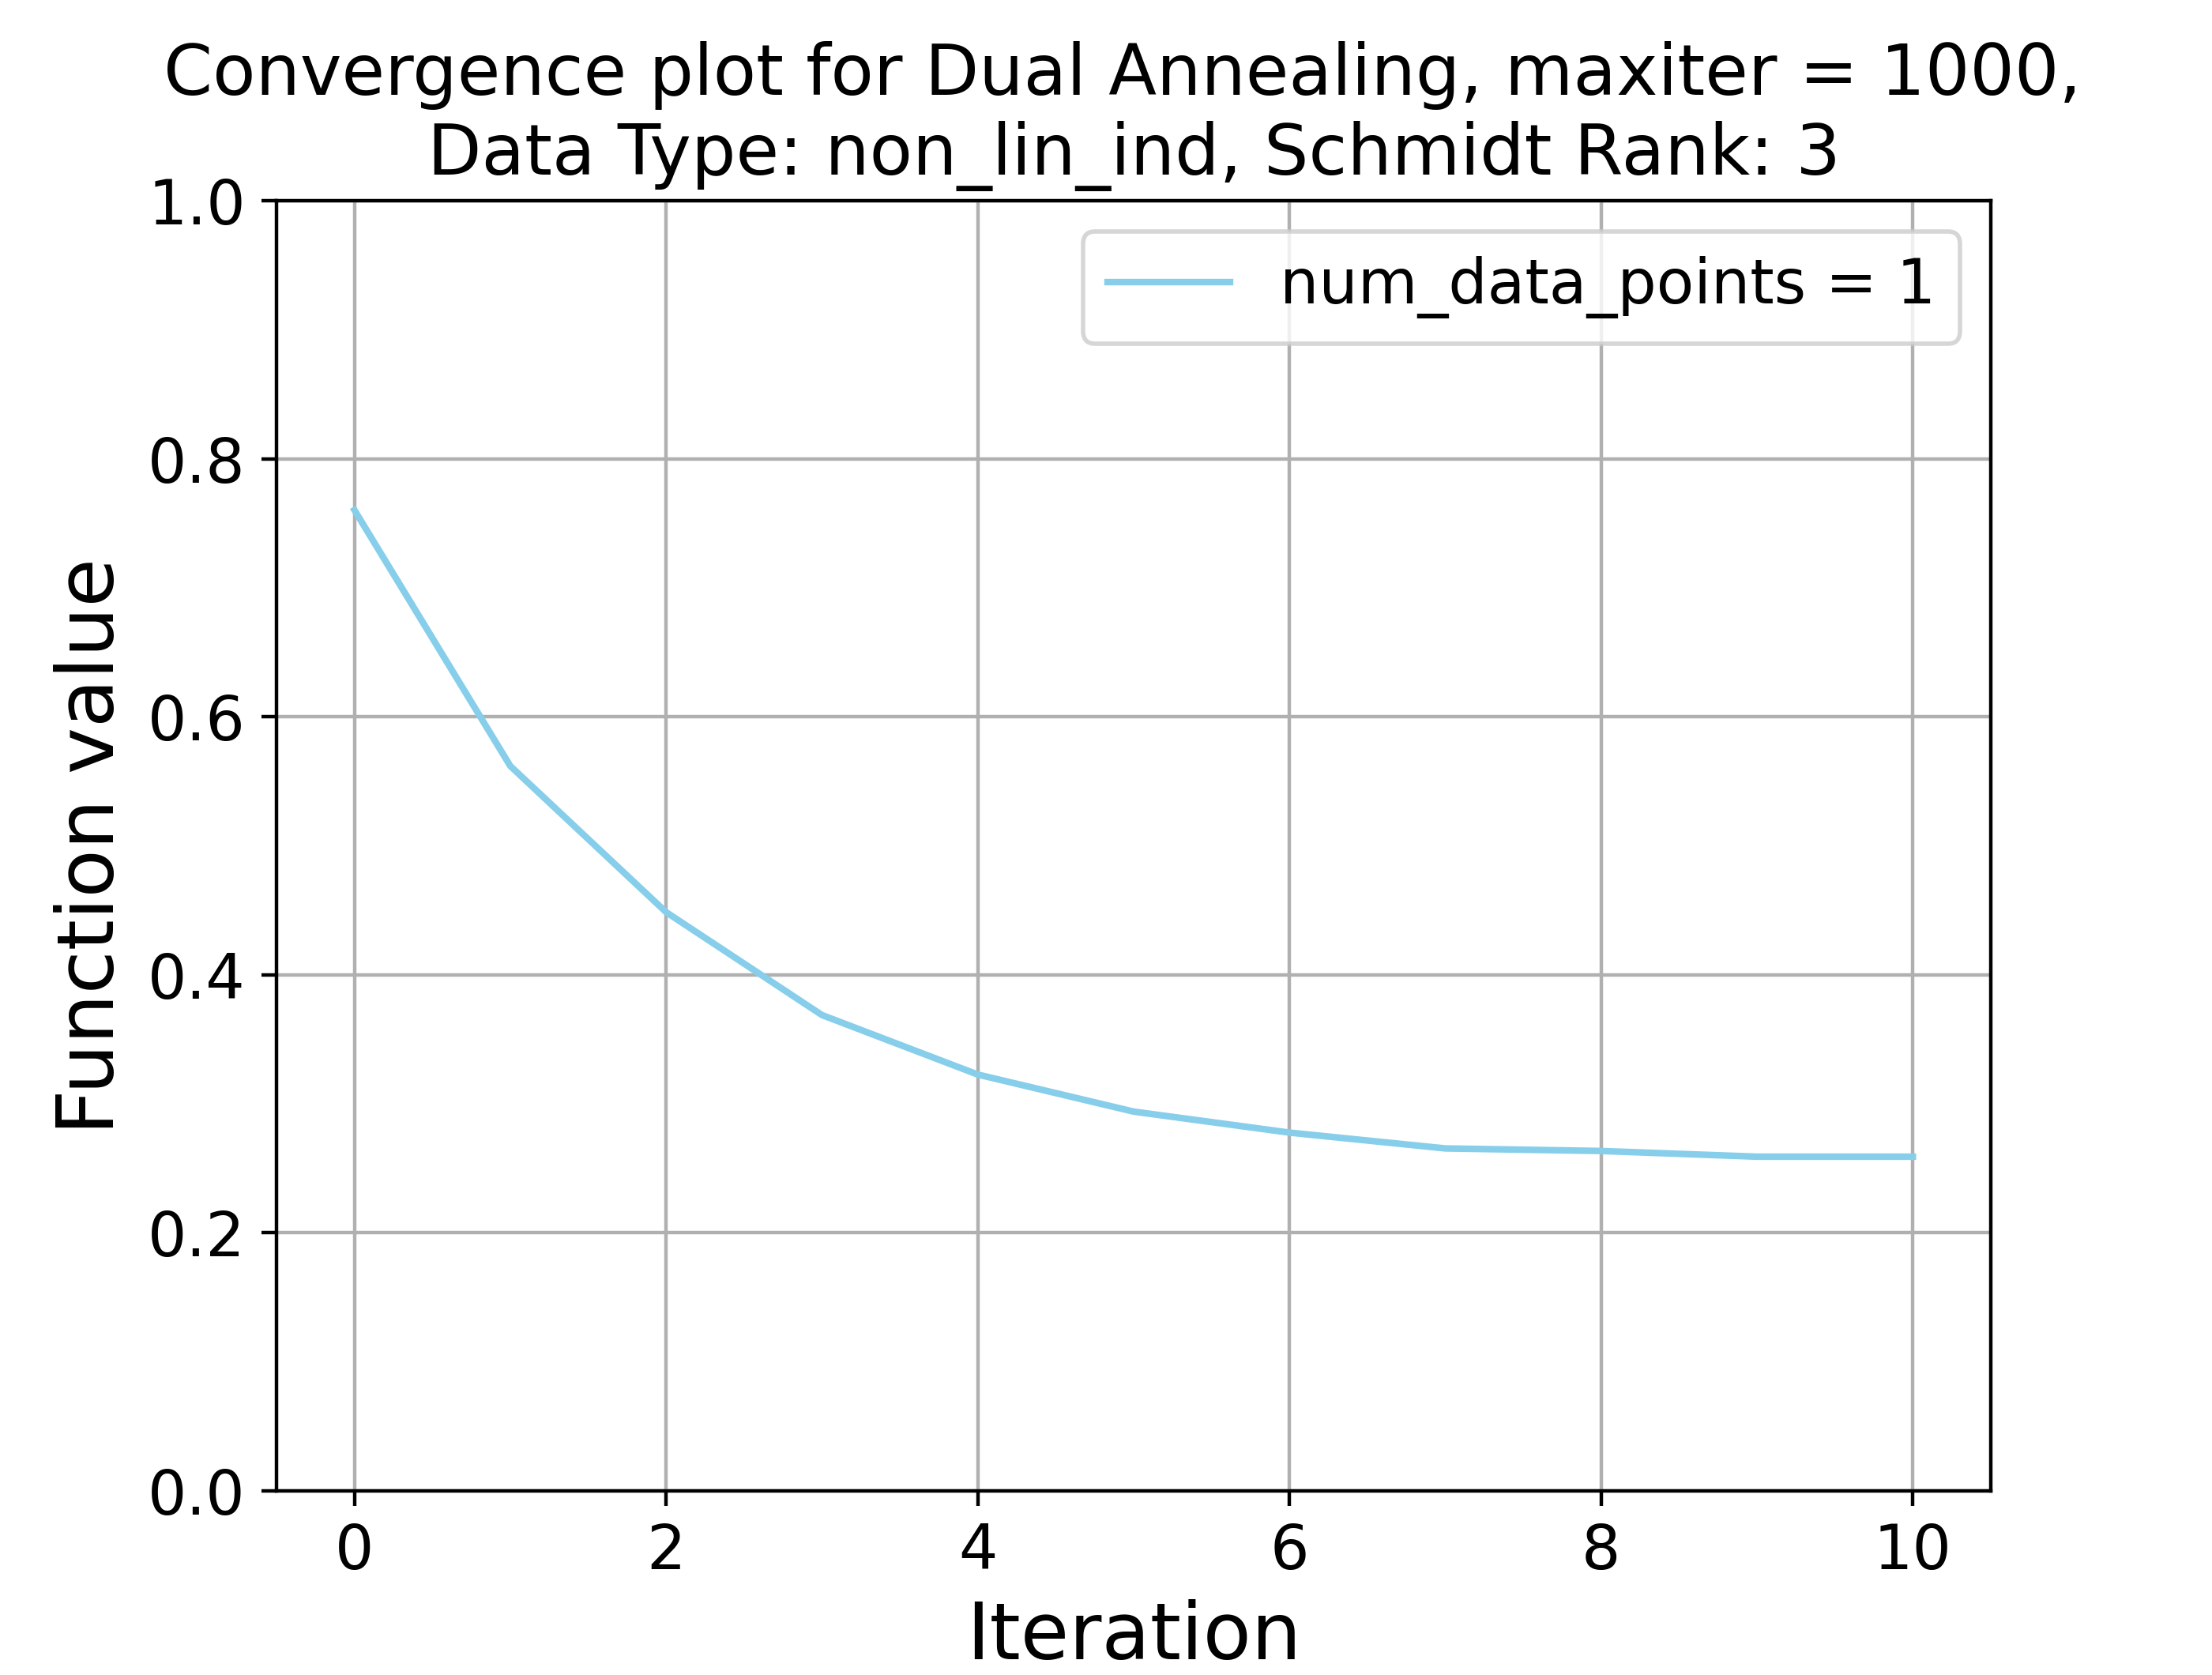 Convergence plot for Dual Annealing, maxiter = 1000,
Data Type: non_lin_ind, Schmidt Rank: 3
num_data_points = 1
Function value
1.0
0.8
0.6
0.4
0.2
0.0
0 2 4 6 8 10
Iteration